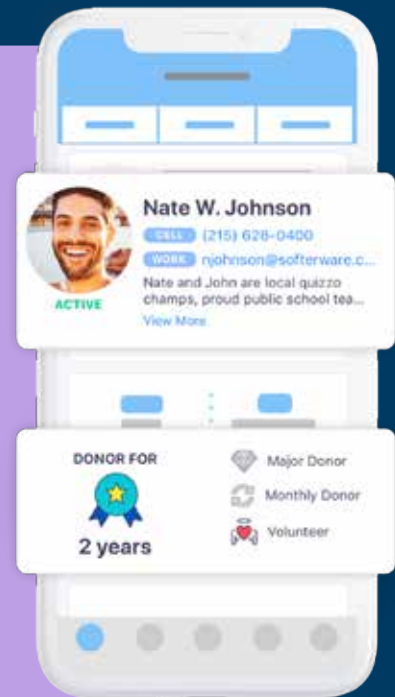 Nate W. Johnson
CELL (215) 628-0400
WORK njohnson@softerware.c...
Nate and John are local quizzo
champs, proud public school tea...
View More
ACTIVE
DONOR FOR
2 years
Major Donor
Monthly Donor
Volunteer